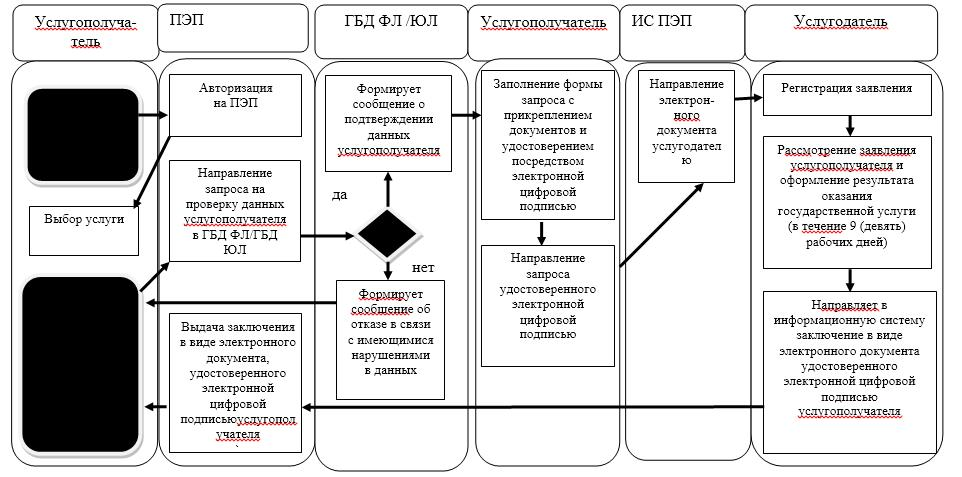 Услугополуча-
тель
ПЭП
ГБД ФЛ /ЮЛ
Услугополучатель
ИС ПЭП
Услугодатель
Авторизация
на ПЭП
Выбор услуги
Направление
запроса на
проверку данных
услугополучателя
в ГБД ФЛ/ГБД
ЮЛ
Выдача заключения
в виде электронного
документа,
удостоверенного
электронной
цифровой
подписьюуслугопол
учателя
Формирует
сообщение о
подтверждении
данных
услугополучателя
да
нет
Формирует
сообщение об
отказе в связи
с имеющимися
нарушениями
в данных
Заполнение формы
запроса с
прикреплением
документов и
удостоверением
посредством
электронной
цифровой
подписью
Направление
запроса
удостоверенного
электронной
цифровой
подписью
Направление
электрон-
ного
документа
услугодател
ю
Регистрация заявления
Рассмотрение заявления
услугополучателя и
оформление результата
оказания
государственной услуги
(в течение 9 (девять)
рабочих дней)
Направляет в
информационную систему
заключение в виде
электронного документа
удостоверенного
электронной цифровой
подписью
услугополучателя